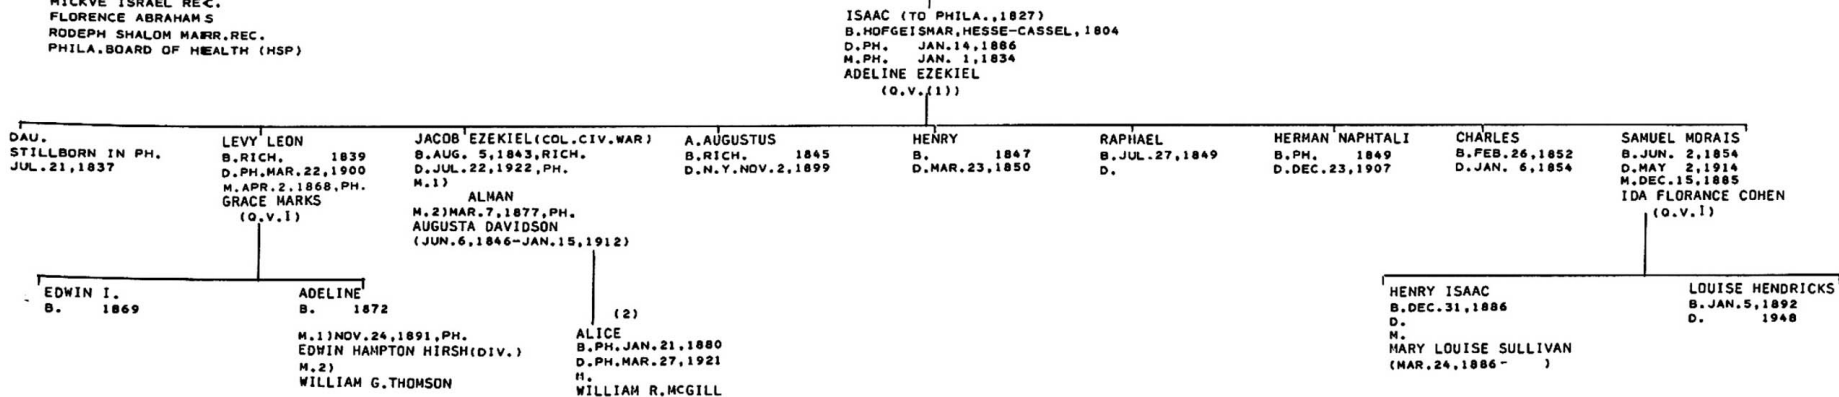 MICKVE ISRAEL REC.
FLORENCE ABRAHAMS
RODEPH SHALOM MARR.REC.
PHILA.BOARD OF HEALTH (HSP)
ISAAC (TO PHILA.,1827)
B.HOFGEISMAR,HESSE-CASSEL,1804
D.PH. JAN.14,1886
M.PH. JAN. 1,1834
ADELINE EZEKIEL
(Q.V.(1))
DAU.
STILLBORN IN PH.
JUL.21,1837
LEVY LEON
B.RICH. 1839
D.PH.MAR.22,1900
M.APR.2,1868,PH.
GRACE MARKS
(Q.V.I)
JACOB EZEKIEL(COL.CIV.WAR)
B.AUG. 5,1843,RICH.
D.JUL.22,1922,PH.
M.1)
ALMAN
M.2)MAR.7,1877,PH.
AUGUSTA DAVIDSON
(JUN.6,1846-JAN.15,1912)
A.AUGUSTUS
B.RICH. 1845
D.N.Y.NOV.2,1899
HENRY
B. 1847
D.MAR.23,1850
RAPHAEL
B.JUL.27,1849
D.
HERMAN NAPHTALI
B.PH. 1849
D.DEC.23,1907
CHARLES
B.FEB.26,1852
D.JAN. 6,1854
SAMUEL MORAIS
B.JUN. 2,1854
D.MAY 2,1914
M.DEC.15,1885
IDA FLORANCE COHEN
(Q.V.I)
EDWIN I.
B. 1869
ADELINE
B. 1872
M.1)NOV.24,1891,PH.
EDWIN HAMPTON HIRSH(DIV.)
M.2)
WILLIAM G.THOMSON
(2)
ALICE
B.PH.JAN.21,1880
D.PH.MAR.27,1921
M.
WILLIAM R.MCGILL
HENRY ISAAC
B.DEC.31,1886
D.
M.
MARY LOUISE SULLIVAN
(MAR.24,1886- )
LOUISE HENDRICKS
B.JAN.5,1892
D. 1948